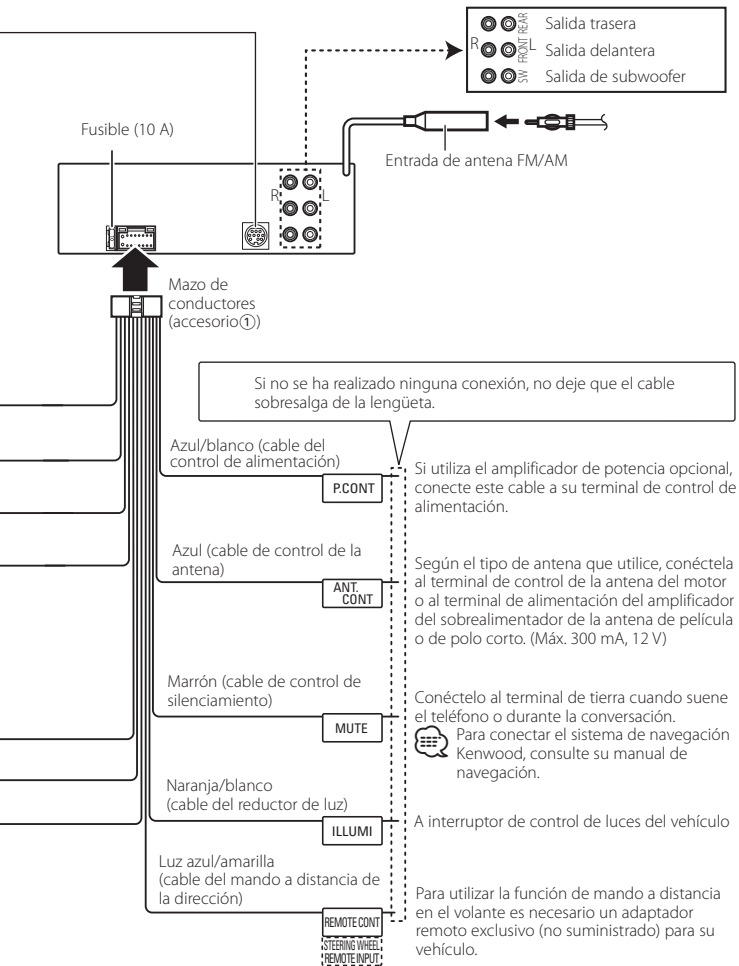 REAR
Salida trasera
R
FRONT
L
Salida delantera
SW
Salida de subwoofer
Fusible (10 A)
Entrada de antena FM/AM
R
L
Mazo de
conductores
(accesorio①)
Si no se ha realizado ninguna conexión, no deje que el cable
sobresalga de la lengüeta.
Azul/blanco (cable del
control de alimentación)
P.CONT
Si utiliza el amplificador de potencia opcional,
conecte este cable a su terminal de control de
alimentación.
Azul (cable de control de la
antena)
ANT.
CONT
Según el tipo de antena que utilice, conéctela
al terminal de control de la antena del motor
o al terminal de alimentación del amplificador
del sobrealimentador de la antena de película
o de polo corto. (Máx. 300 mA, 12 V)
Marrón (cable de control de
silenciamiento)
MUTE
Conéctelo al terminal de tierra cuando suene
el teléfono o durante la conversación.
Para conectar el sistema de navegación
Kenwood, consulte su manual de
navegación.
Naranja/blanco
(cable del reductor de luz)
ILLUMI
A interruptor de control de luces del vehículo
Luz azul/amarilla
(cable del mando a distancia de
la dirección)
REMOTE CONT
STEERING WHEEL
REMOTE INPUT
Para utilizar la función de mando a distancia
en el volante es necesario un adaptador
remoto exclusivo (no suministrado) para su
vehículo.